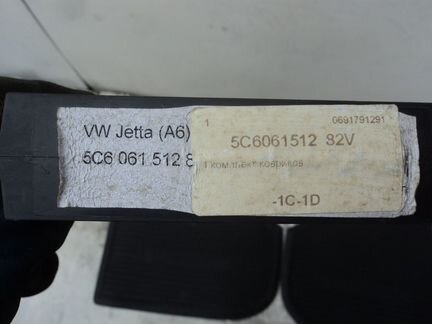 VW Jetta (A6)
5C6 061 512 8
1 0691791291
5C6061512 82V
1 комплект ковриков
-1C-1D